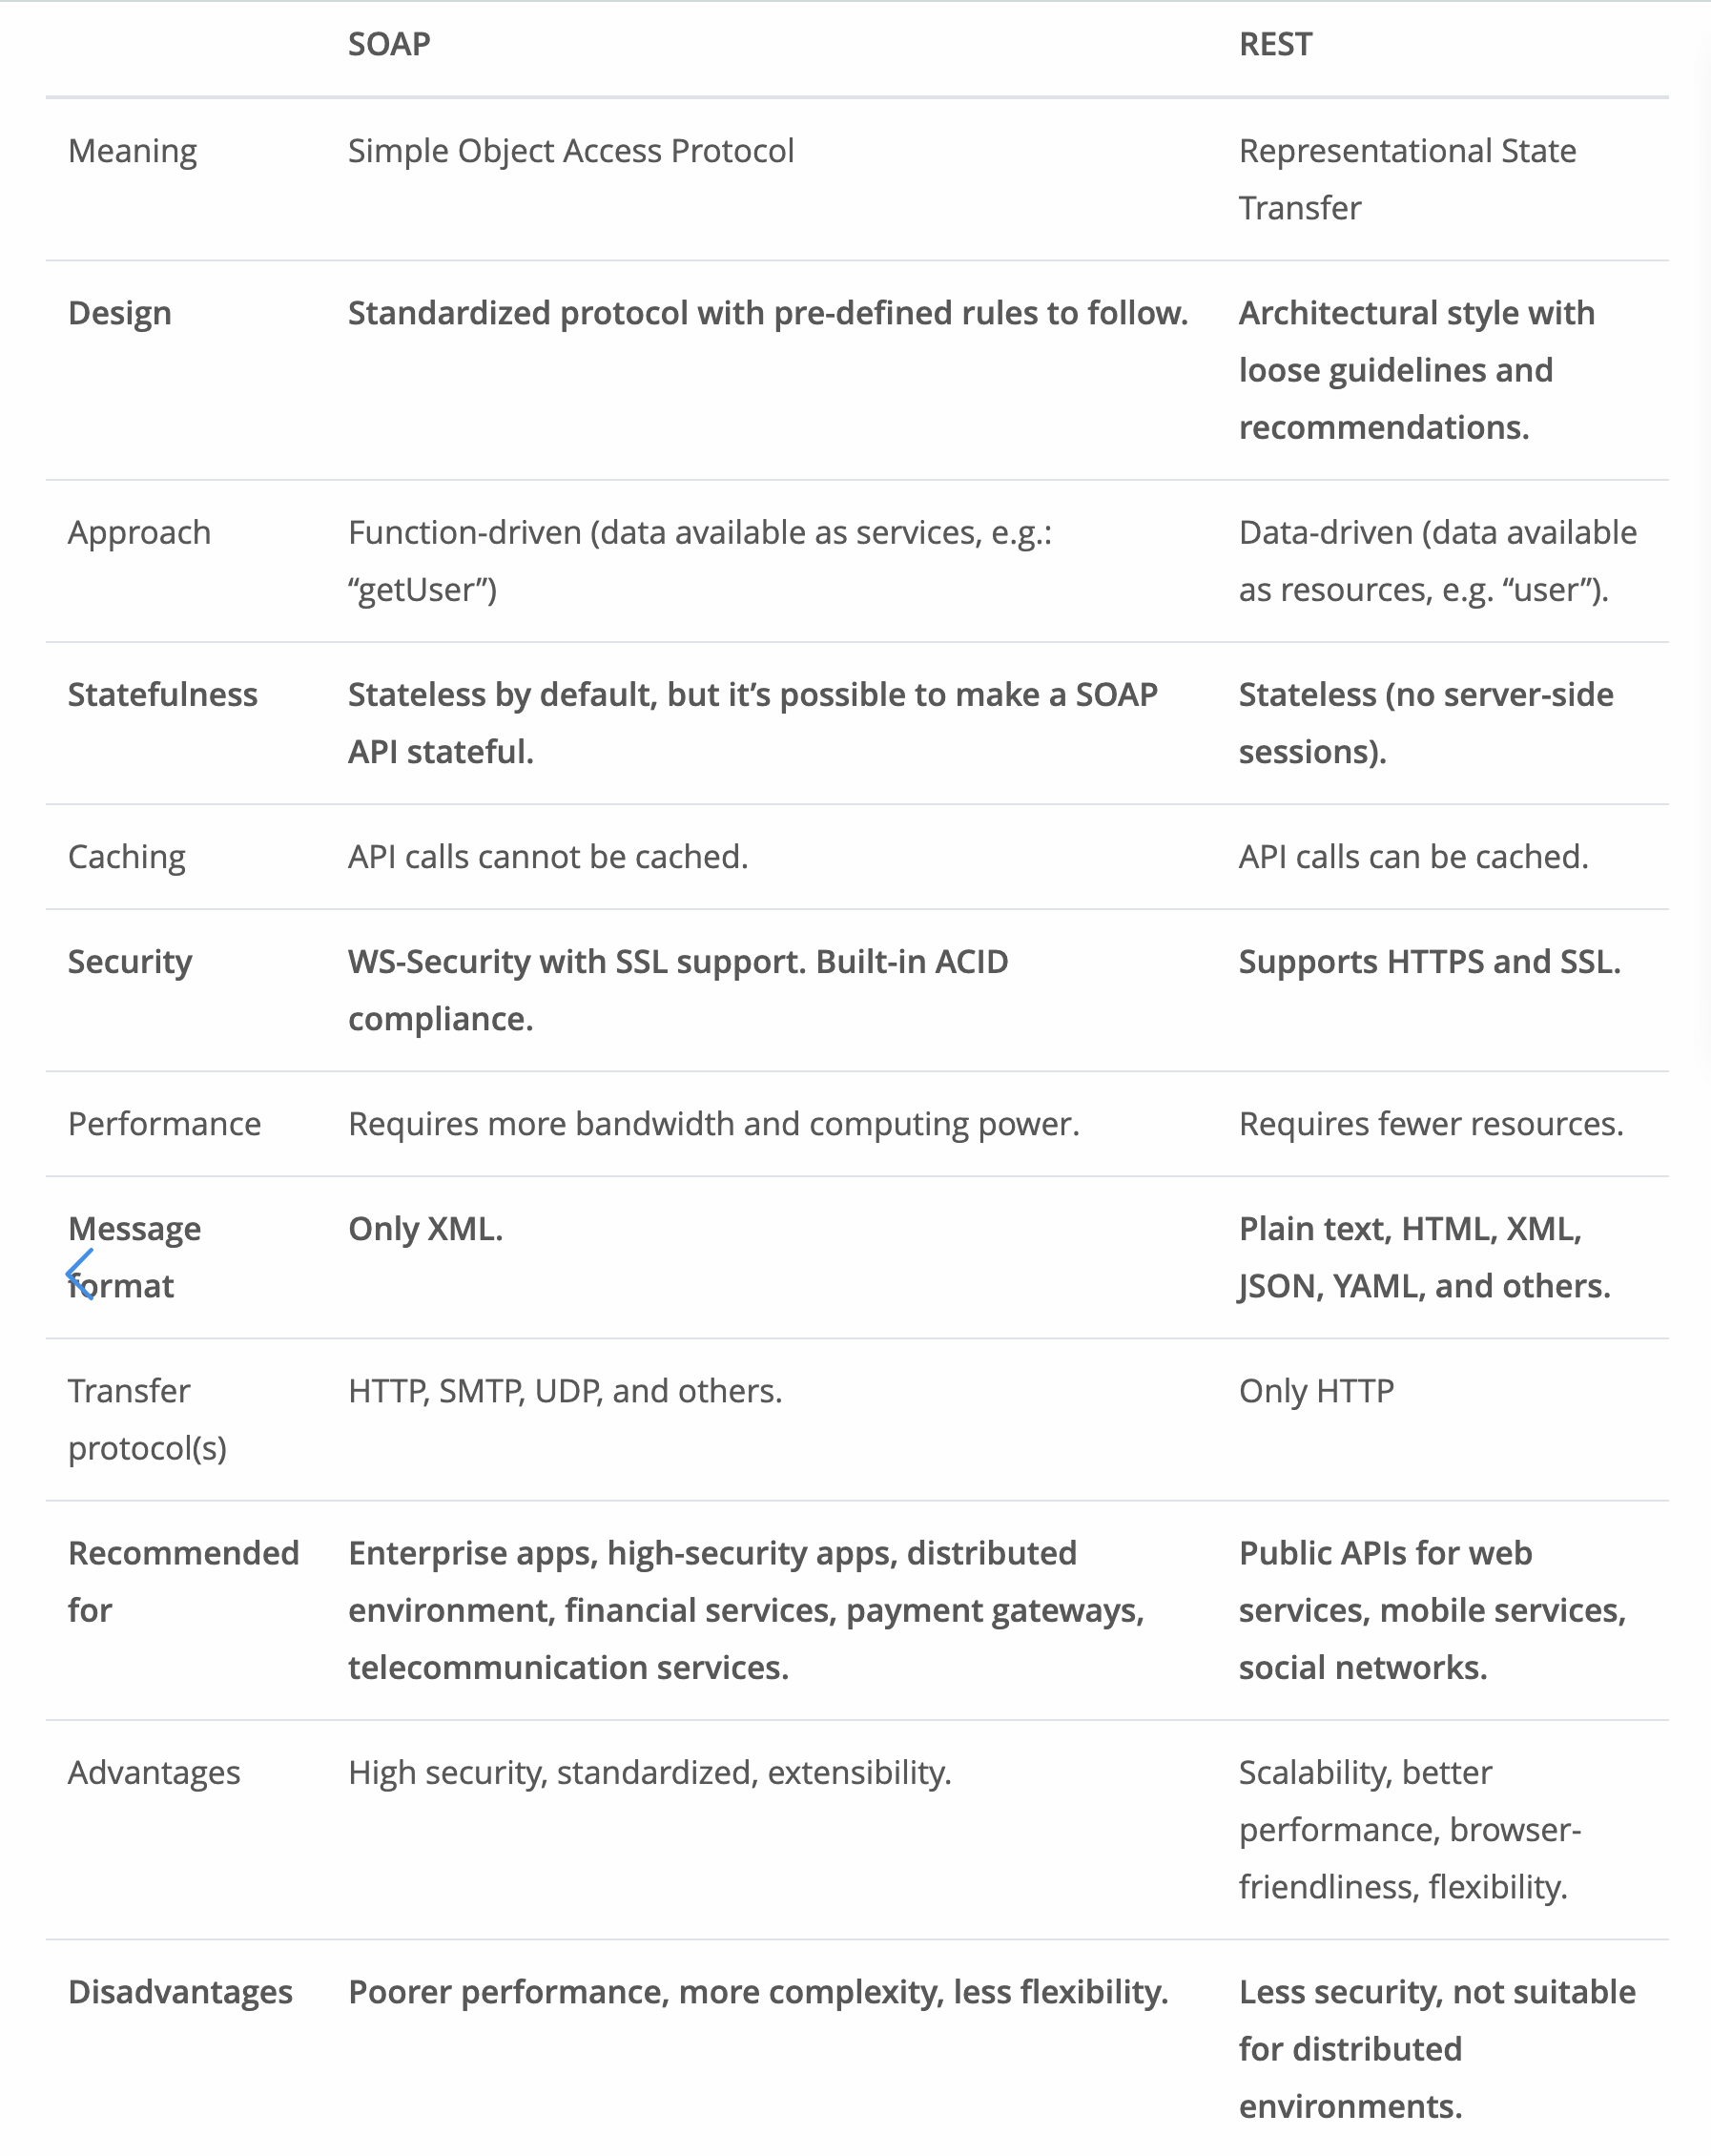 SOAP REST
Meaning Simple Object Access Protocol Representational State
Transfer
Design Standardized protocol with pre-defined rules to follow. Architectural style with
loose guidelines and
recommendations.
Approach Function-driven (data available as services, e.g.: Data-driven (data available
“getUser”) as resources, e.g. “user”).
Statefulness Stateless by default, but it’s possible to make a SOAP Stateless (no server-side
API stateful. sessions).
Caching API calls cannot be cached. API calls can be cached.
Security WS-Security with SSL support. Built-in ACID Supports HTTPS and SSL.
compliance.
Performance Requires more bandwidth and computing power. Requires fewer resources.
Message Only XML. Plain text, HTML, XML,
format JSON, YAML, and others.
Transfer HTTP, SMTP, UDP, and others. Only HTTP
protocol(s)
Recommended Enterprise apps, high-security apps, distributed Public APIs for web
for environment, financial services, payment gateways, services, mobile services,
telecommunication services. social networks.
Advantages High security, standardized, extensibility. Scalability, better
performance, browser-
friendliness, flexibility.
Disadvantages Poorer performance, more complexity, less flexibility. Less security, not suitable
for distributed
environments.